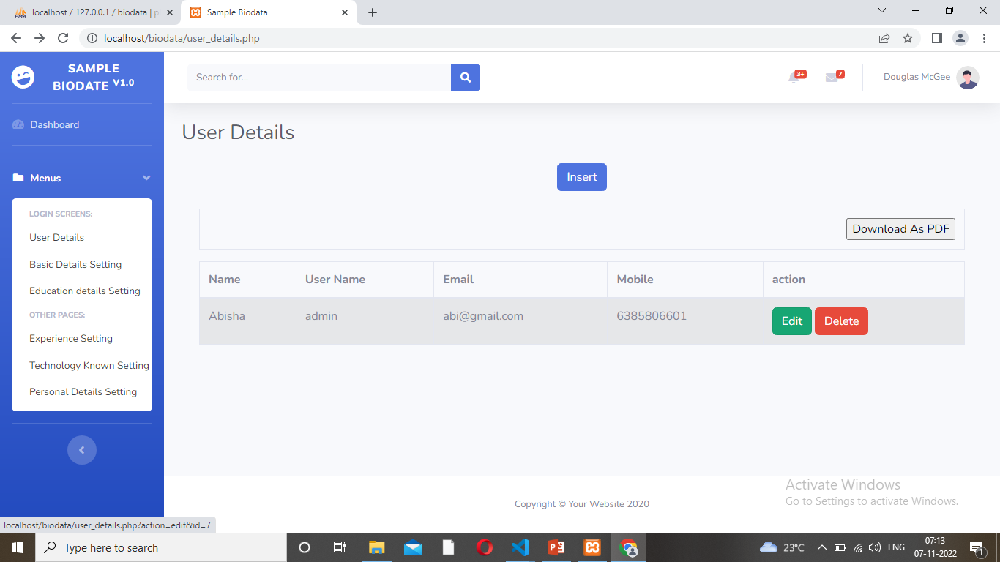 localhost / 127.0.0.1 / biodata | p
Sample Biodata
localhost/biodata/user_details.php
SAMPLE
BIODATE V1.0
Search for...
3+
7
Douglas McGee
Dashboard
User Details
Menus
Insert
LOGIN SCREENS:
User Details
Basic Details Setting
Education details Setting
OTHER PAGES:
Experience Setting
Technology Known Setting
Personal Details Setting
Download As PDF
Name User Name Email Mobile action
Abisha admin abi@gmail.com 6385806601 Edit Delete
Activate Windows
Go to Settings to activate Windows.
Copyright © Your Website 2020
localhost/biodata/user_details.php?action=edit&id=7
Type here to search
23°C
ENG
07:13
07-11-2022
1